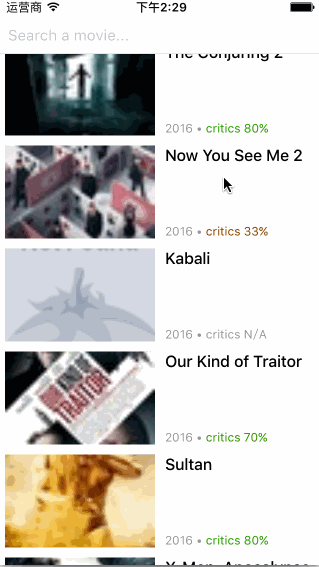 运营商 下午2:29
Search a movie...
The Conjuring 2
2016 • critics 80%
Now You See Me 2
2016 • critics 33%
Kabali
2016 • critics N/A
Our Kind of Traitor
TRAITOR
2016 • critics 70%
Sultan
2016 • critics 80%
X-Men: Apocalypse